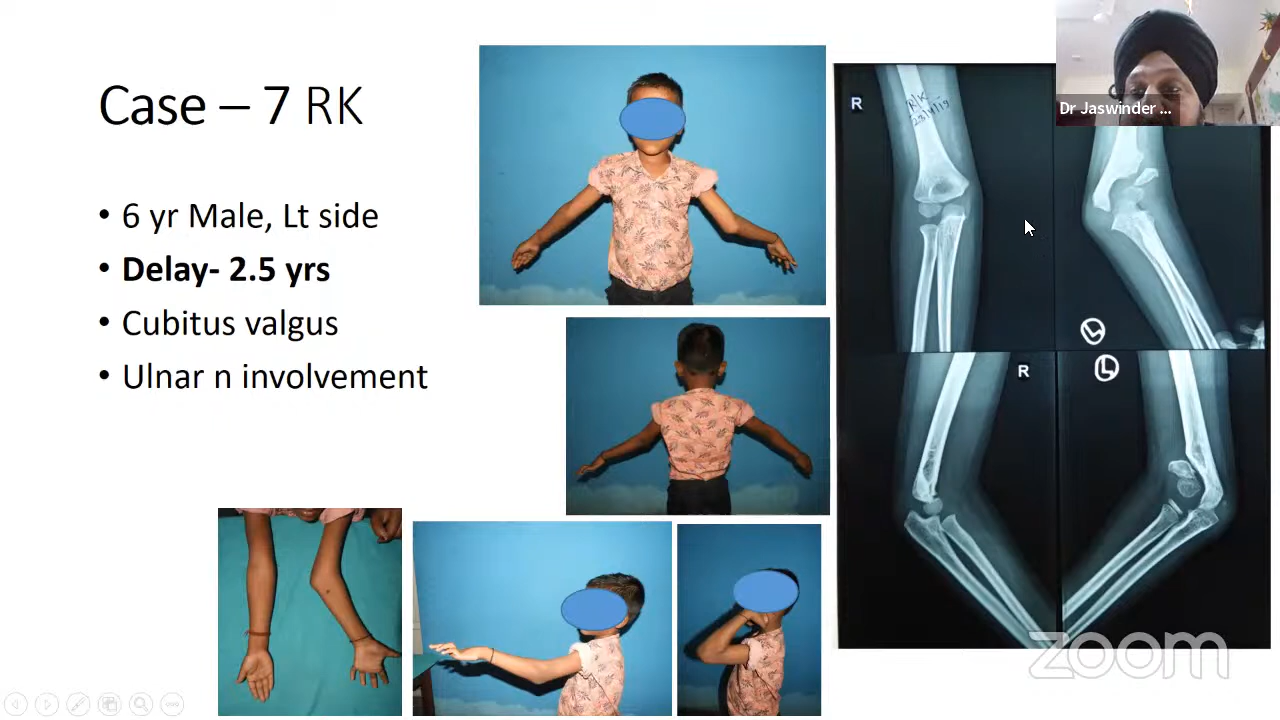 Case – 7 RK
• 6 yr Male, Lt side
• Delay- 2.5 yrs
• Cubitus valgus
• Ulnar n involvement
R
R/K
L
R
L
Dr Jaswinder ...
zoom